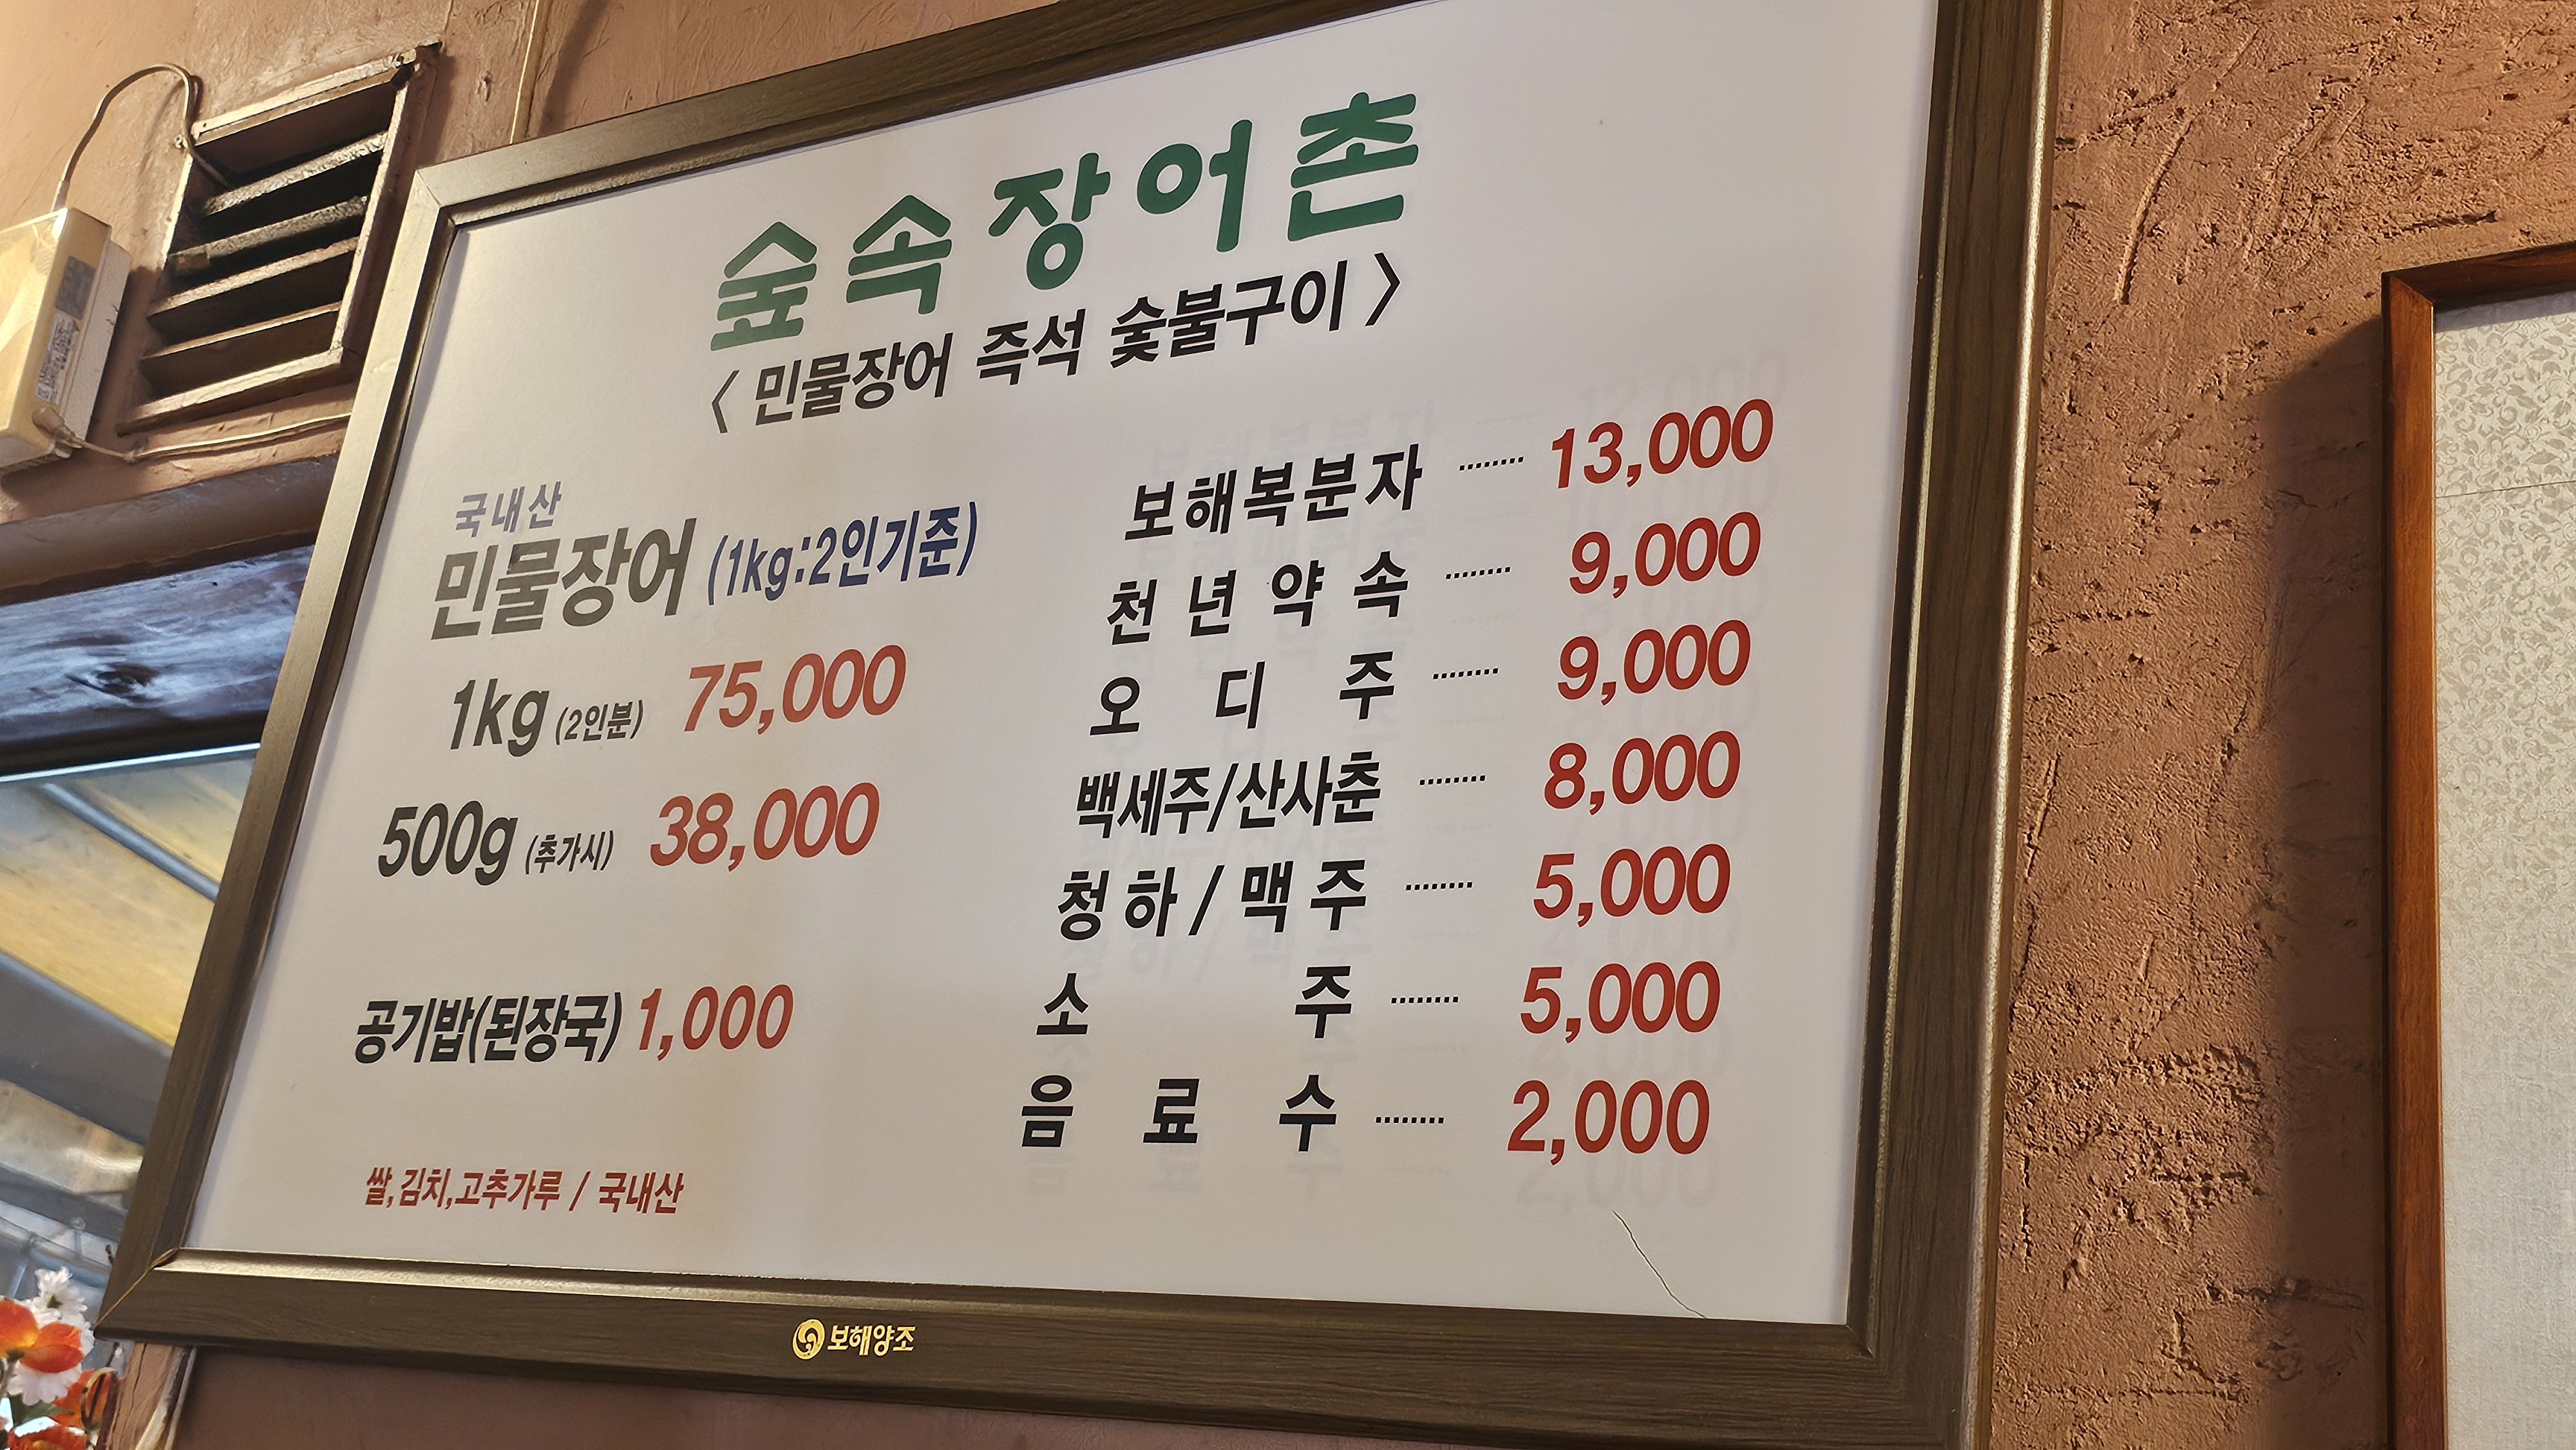 숲속장어촌
〈 민물장어 즉석 숯불구이 〉
국내산
민물장어 (1kg:2인기준)
1kg (2인분) 75,000
500g (추가시) 38,000
공기밥(된장국) 1,000
쌀,김치,고추가루 / 국내산
보해복분자 ........ 13,000
천년약속 ........ 9,000
오디주 ........ 9,000
백세주/산사춘 ........ 8,000
청하/맥주 ........ 5,000
소주 ........ 5,000
음료수 ........ 2,000
보해양조